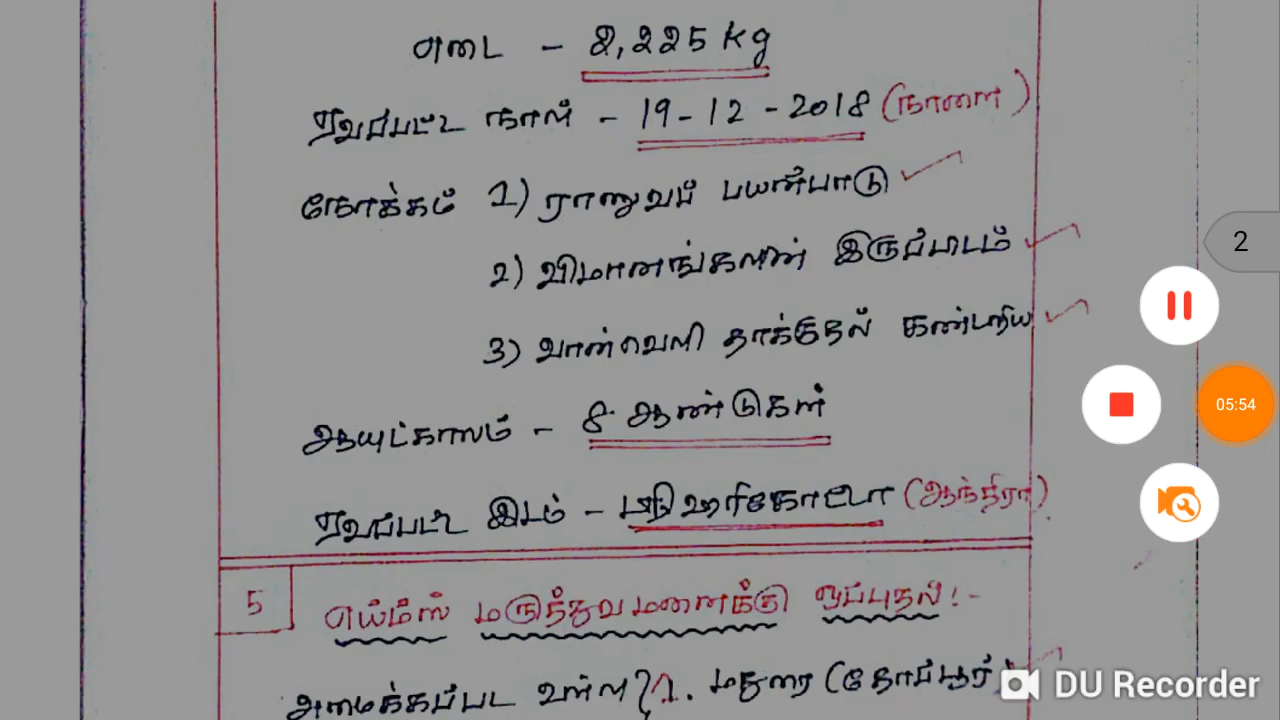 எடை - 2,225 kg
ஏவப்பட்ட நாள் - 19-12-2018 (நாளை)
நோக்கம் 1) ராணுவப் பயன்பாடு
2) விமானங்களின் இருப்பிடம்
3) வான்வெளி தாக்குதல் கண்டறிய
ஆயுட்காலம் - 8 ஆண்டுகள்
ஏவப்பட்ட இடம் - ஸ்ரீஹரிகோட்டா (ஆந்திரா)
5 எய்ம்ஸ் மருத்துவமனைக்கு ஒப்புதல்!-
அமைக்கப்பட உள்ள மதுரை (தோப்பூர்)
2
05:54
DU Recorder